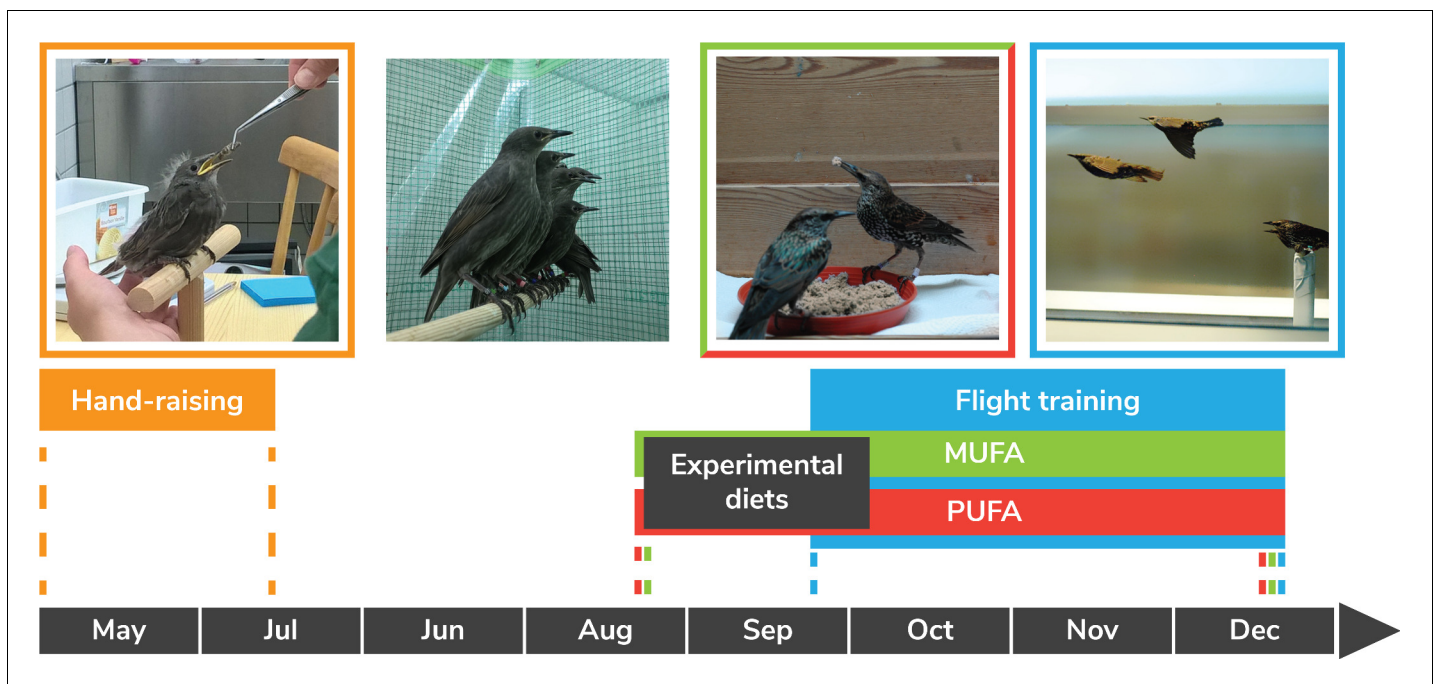 Hand-raising
Flight training
MUFA
Experimental
diets
PUFA
May
Jul
Jun
Aug
Sep
Oct
Nov
Dec